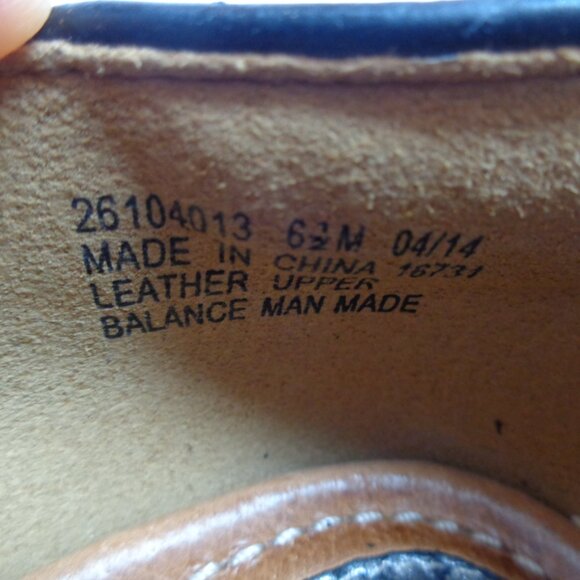 26104013 6½M 04/14
MADE IN CHINA 16731
LEATHER UPPER
BALANCE MAN MADE